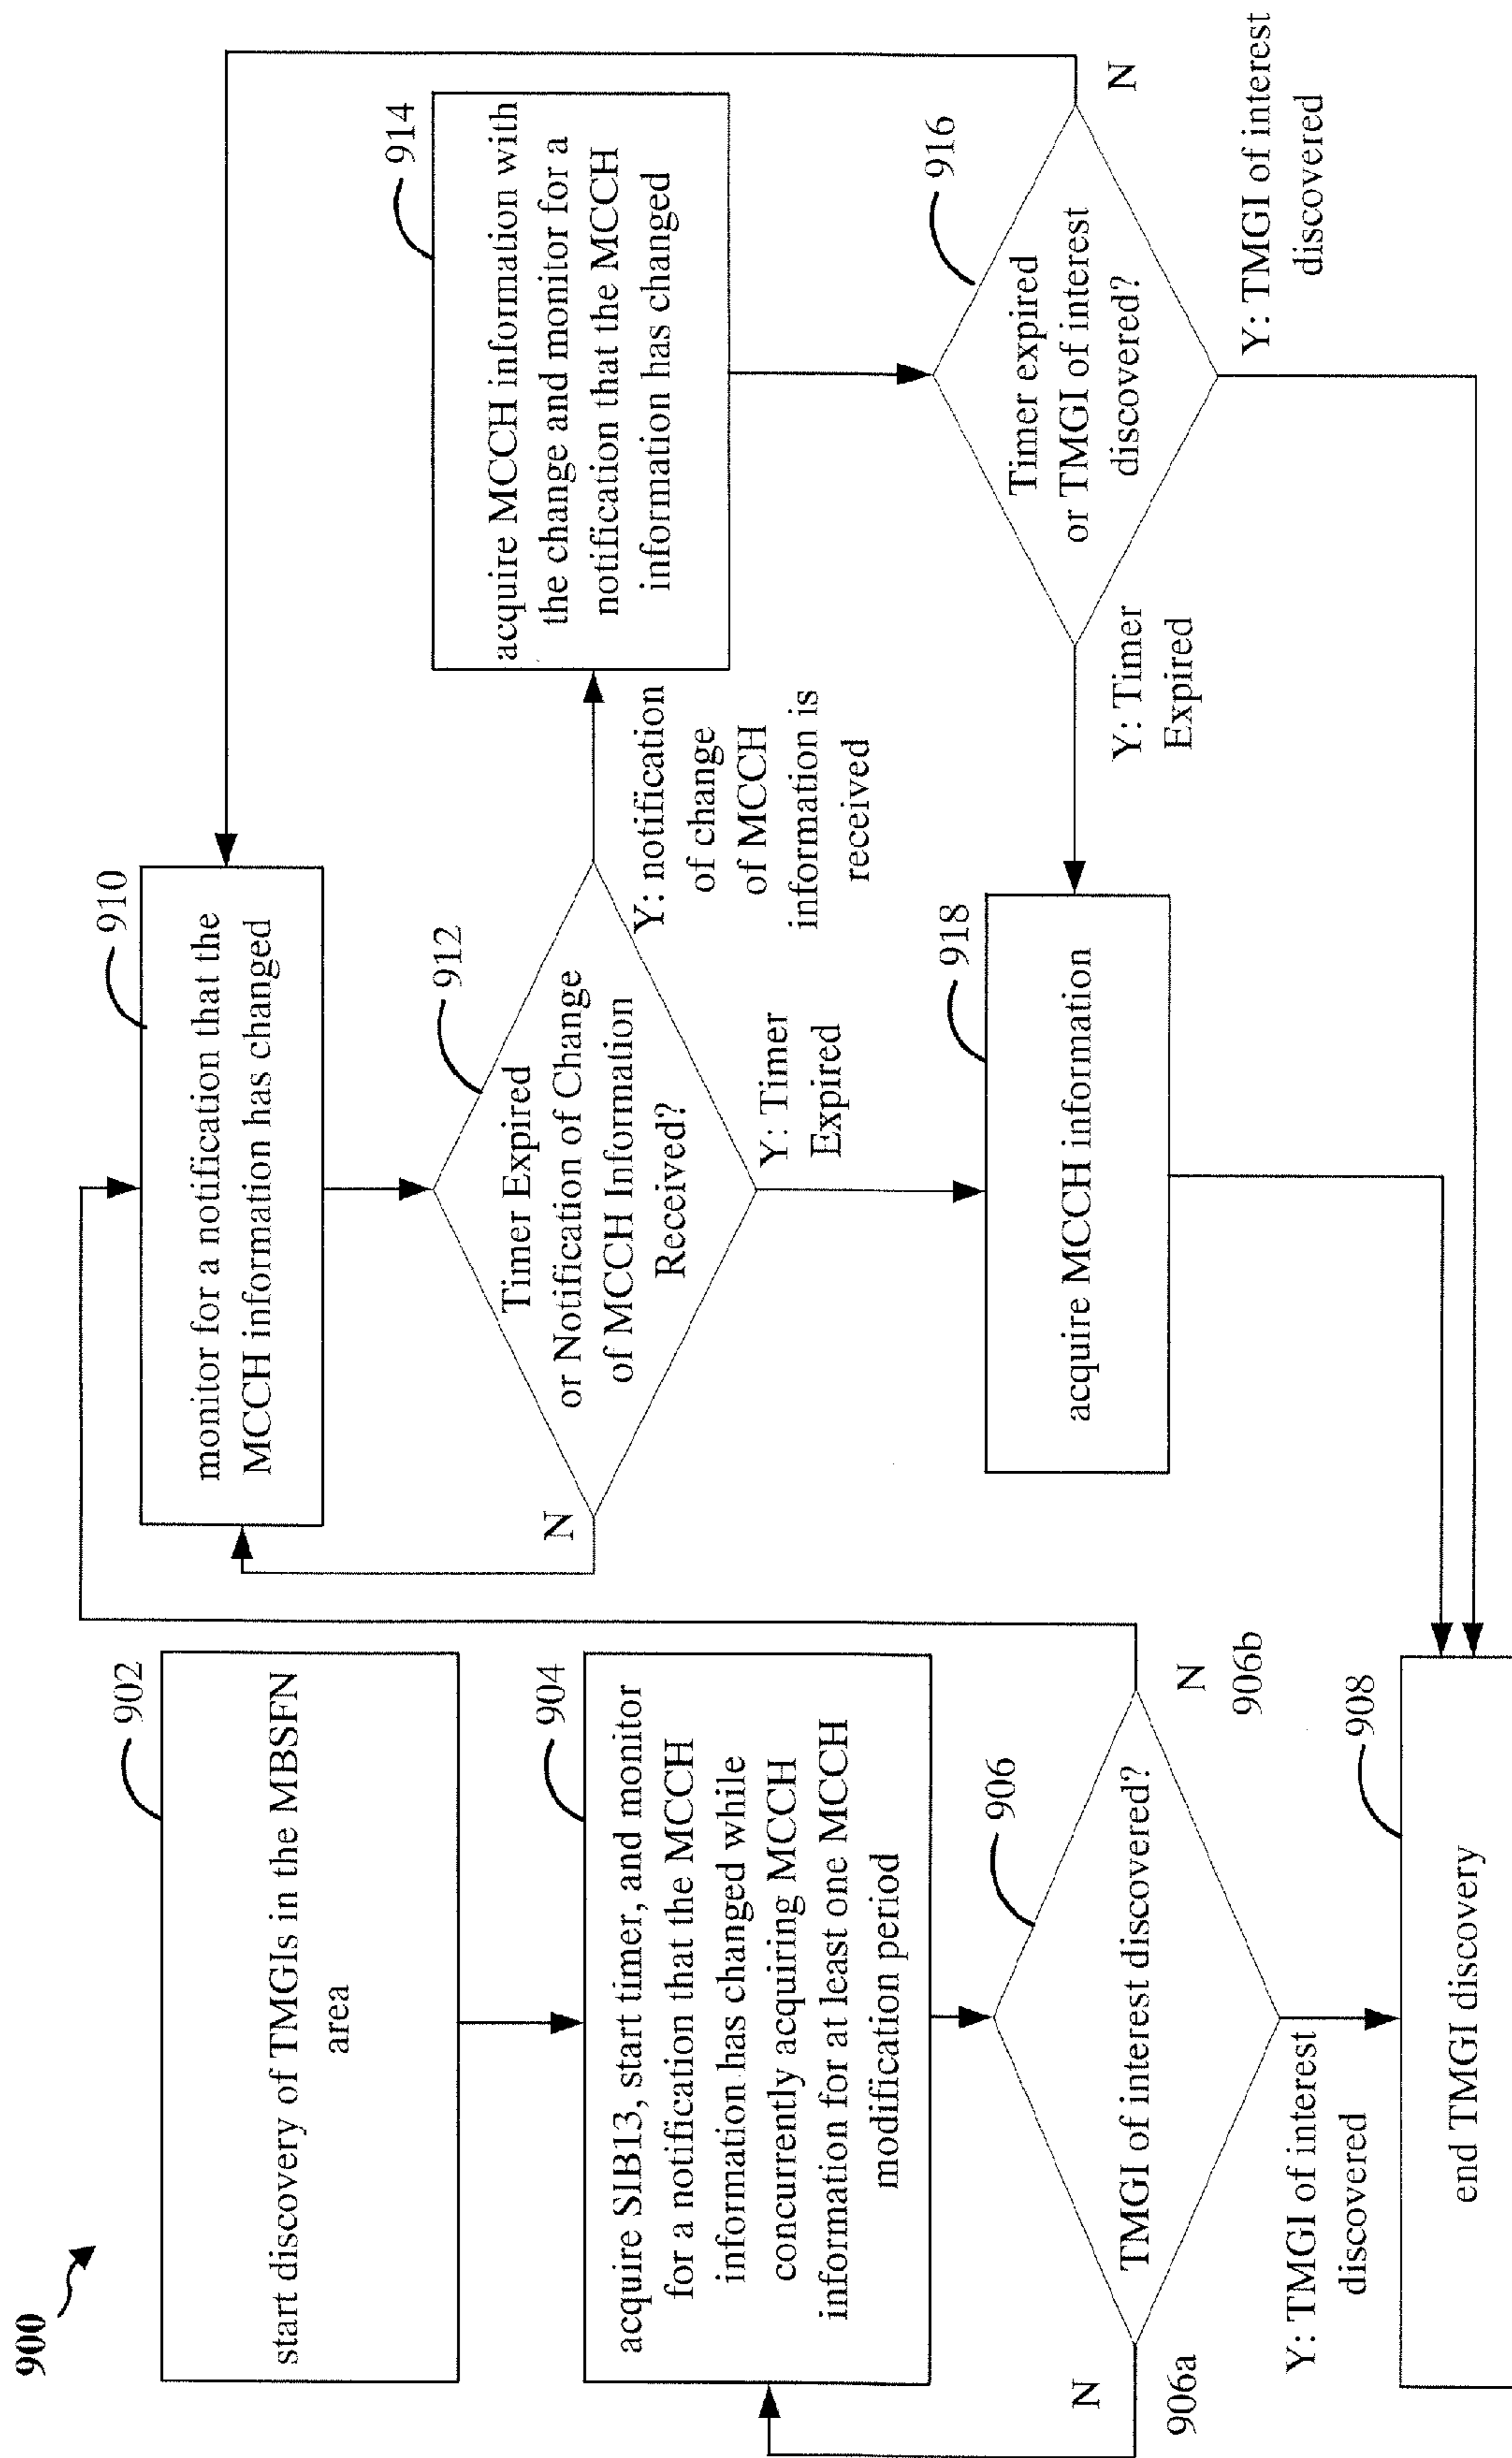 900
902
start discovery of TMGIs in the MBSFN
area
904
acquire SIB13, start timer, and monitor
for a notification that the MCCH
information has changed while
concurrently acquiring MCCH
information for at least one MCCH
modification period
906
TMGI of interest discovered?
N
906a
N
906b
Y: TMGI of interest
discovered
908
end TMGI discovery
910
monitor for a notification that the
MCCH information has changed
912
Timer Expired
or Notification of Change
of MCCH Information
Received?
N
Y: notification
of change
of MCCH
information is
received
Y: Timer
Expired
914
acquire MCCH information with
the change and monitor for a
notification that the MCCH
information has changed
916
Timer expired
or TMGI of interest
discovered?
N
Y: Timer
Expired
Y: TMGI of interest
discovered
918
acquire MCCH information